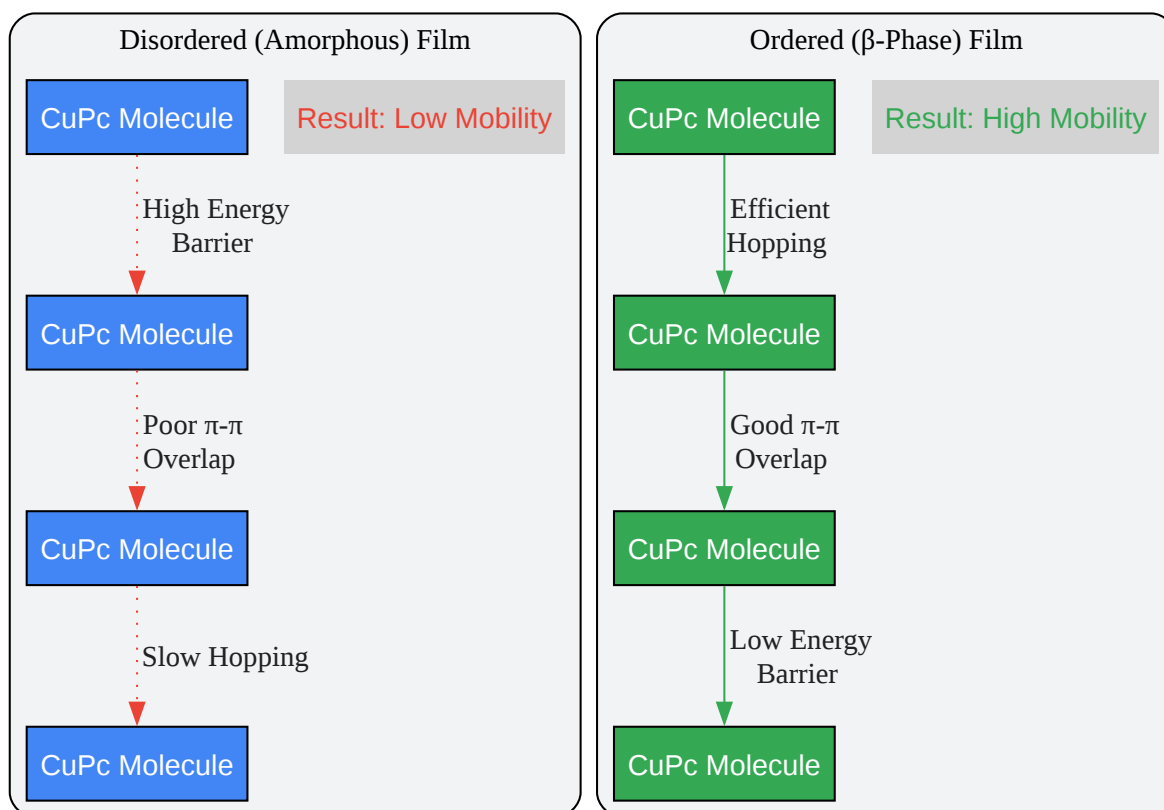 Disordered (Amorphous) Film
CuPc Molecule
Result: Low Mobility
High Energy
Barrier
CuPc Molecule
Poor π-π
Overlap
CuPc Molecule
Slow Hopping
CuPc Molecule
Ordered (β-Phase) Film
CuPc Molecule
Result: High Mobility
Efficient
Hopping
CuPc Molecule
Good π-π
Overlap
CuPc Molecule
Low Energy
Barrier
CuPc Molecule